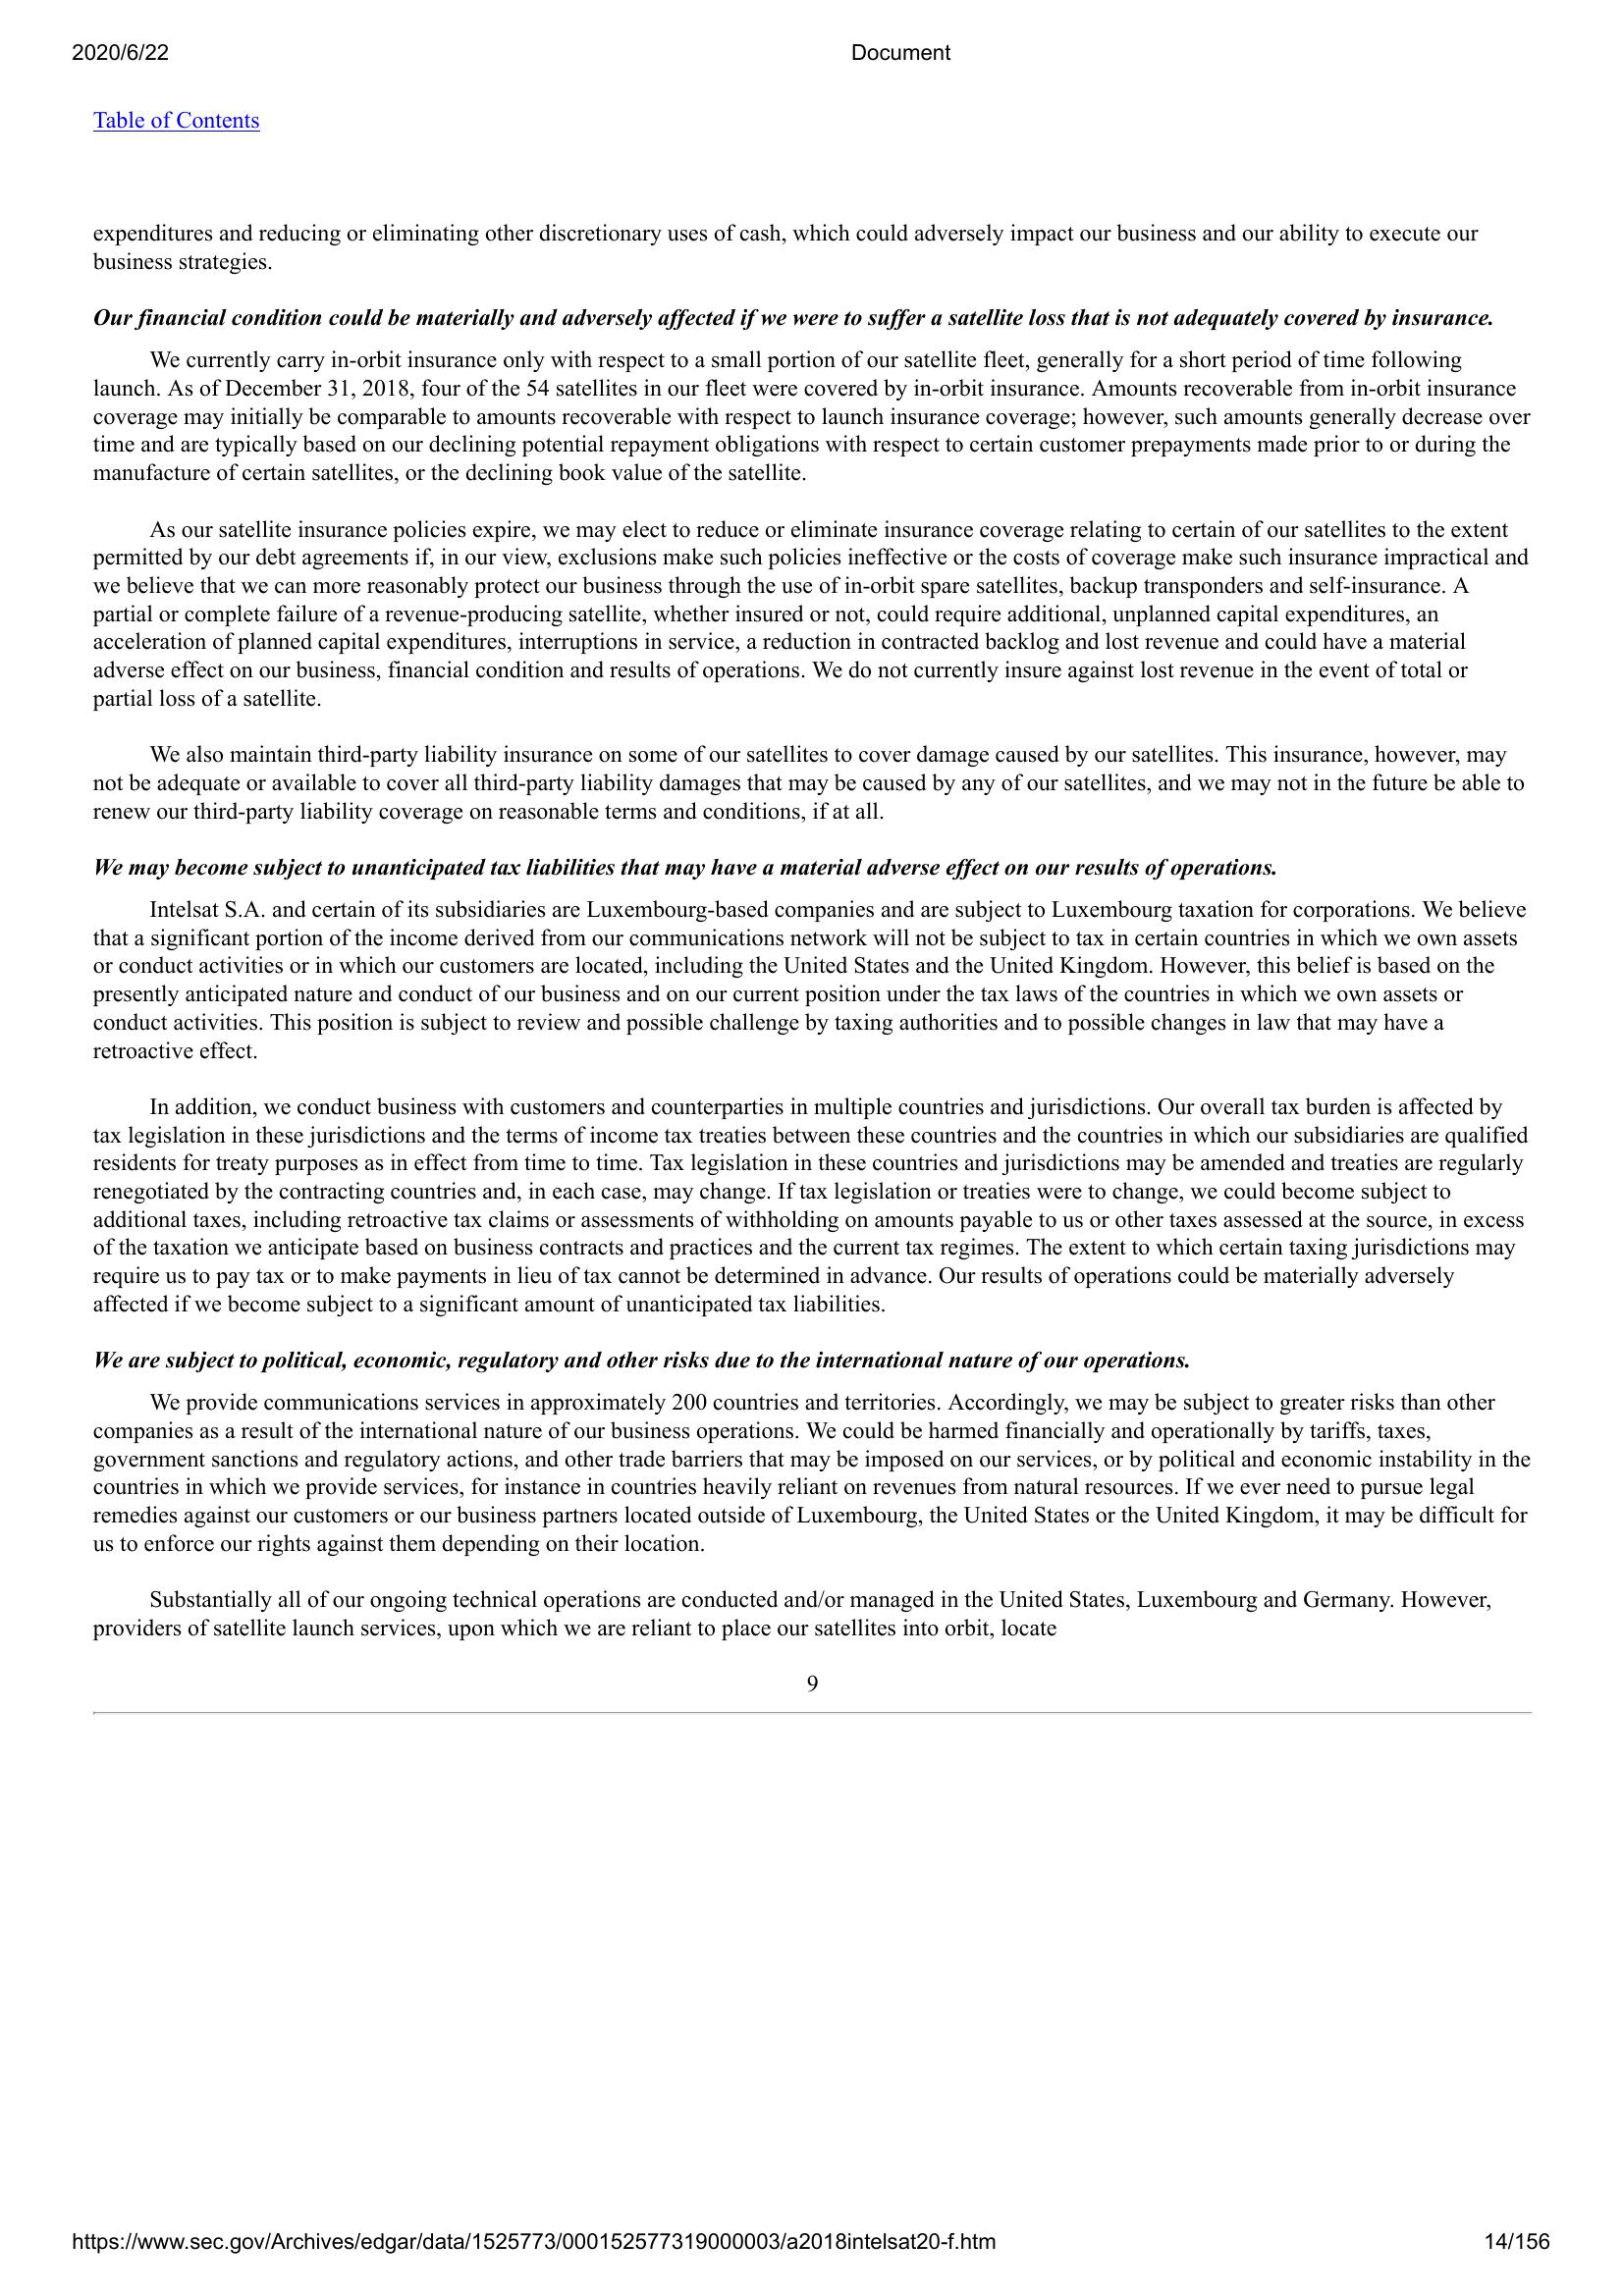 2020/6/22 Document
Table of Contents
expenditures and reducing or eliminating other discretionary uses of cash, which could adversely impact our business and our ability to execute our
business strategies.
Our financial condition could be materially and adversely affected if we were to suffer a satellite loss that is not adequately covered by insurance.
We currently carry in-orbit insurance only with respect to a small portion of our satellite fleet, generally for a short period of time following
launch. As of December 31, 2018, four of the 54 satellites in our fleet were covered by in-orbit insurance. Amounts recoverable from in-orbit insurance
coverage may initially be comparable to amounts recoverable with respect to launch insurance coverage; however, such amounts generally decrease over
time and are typically based on our declining potential repayment obligations with respect to certain customer prepayments made prior to or during the
manufacture of certain satellites, or the declining book value of the satellite.
As our satellite insurance policies expire, we may elect to reduce or eliminate insurance coverage relating to certain of our satellites to the extent
permitted by our debt agreements if, in our view, exclusions make such policies ineffective or the costs of coverage make such insurance impractical and
we believe that we can more reasonably protect our business through the use of in-orbit spare satellites, backup transponders and self-insurance. A
partial or complete failure of a revenue-producing satellite, whether insured or not, could require additional, unplanned capital expenditures, an
acceleration of planned capital expenditures, interruptions in service, a reduction in contracted backlog and lost revenue and could have a material
adverse effect on our business, financial condition and results of operations. We do not currently insure against lost revenue in the event of total or
partial loss of a satellite.
We also maintain third-party liability insurance on some of our satellites to cover damage caused by our satellites. This insurance, however, may
not be adequate or available to cover all third-party liability damages that may be caused by any of our satellites, and we may not in the future be able to
renew our third-party liability coverage on reasonable terms and conditions, if at all.
We may become subject to unanticipated tax liabilities that may have a material adverse effect on our results of operations.
Intelsat S.A. and certain of its subsidiaries are Luxembourg-based companies and are subject to Luxembourg taxation for corporations. We believe
that a significant portion of the income derived from our communications network will not be subject to tax in certain countries in which we own assets
or conduct activities or in which our customers are located, including the United States and the United Kingdom. However, this belief is based on the
presently anticipated nature and conduct of our business and on our current position under the tax laws of the countries in which we own assets or
conduct activities. This position is subject to review and possible challenge by taxing authorities and to possible changes in law that may have a
retroactive effect.
In addition, we conduct business with customers and counterparties in multiple countries and jurisdictions. Our overall tax burden is affected by
tax legislation in these jurisdictions and the terms of income tax treaties between these countries and the countries in which our subsidiaries are qualified
residents for treaty purposes as in effect from time to time. Tax legislation in these countries and jurisdictions may be amended and treaties are regularly
renegotiated by the contracting countries and, in each case, may change. If tax legislation or treaties were to change, we could become subject to
additional taxes, including retroactive tax claims or assessments of withholding on amounts payable to us or other taxes assessed at the source, in excess
of the taxation we anticipate based on business contracts and practices and the current tax regimes. The extent to which certain taxing jurisdictions may
require us to pay tax or to make payments in lieu of tax cannot be determined in advance. Our results of operations could be materially adversely
affected if we become subject to a significant amount of unanticipated tax liabilities.
We are subject to political, economic, regulatory and other risks due to the international nature of our operations.
We provide communications services in approximately 200 countries and territories. Accordingly, we may be subject to greater risks than other
companies as a result of the international nature of our business operations. We could be harmed financially and operationally by tariffs, taxes,
government sanctions and regulatory actions, and other trade barriers that may be imposed on our services, or by political and economic instability in the
countries in which we provide services, for instance in countries heavily reliant on revenues from natural resources. If we ever need to pursue legal
remedies against our customers or our business partners located outside of Luxembourg, the United States or the United Kingdom, it may be difficult for
us to enforce our rights against them depending on their location.
Substantially all of our ongoing technical operations are conducted and/or managed in the United States, Luxembourg and Germany. However,
providers of satellite launch services, upon which we are reliant to place our satellites into orbit, locate
9
https://www.sec.gov/Archives/edgar/data/1525773/000152577319000003/a2018intelsat20-f.htm 14/156